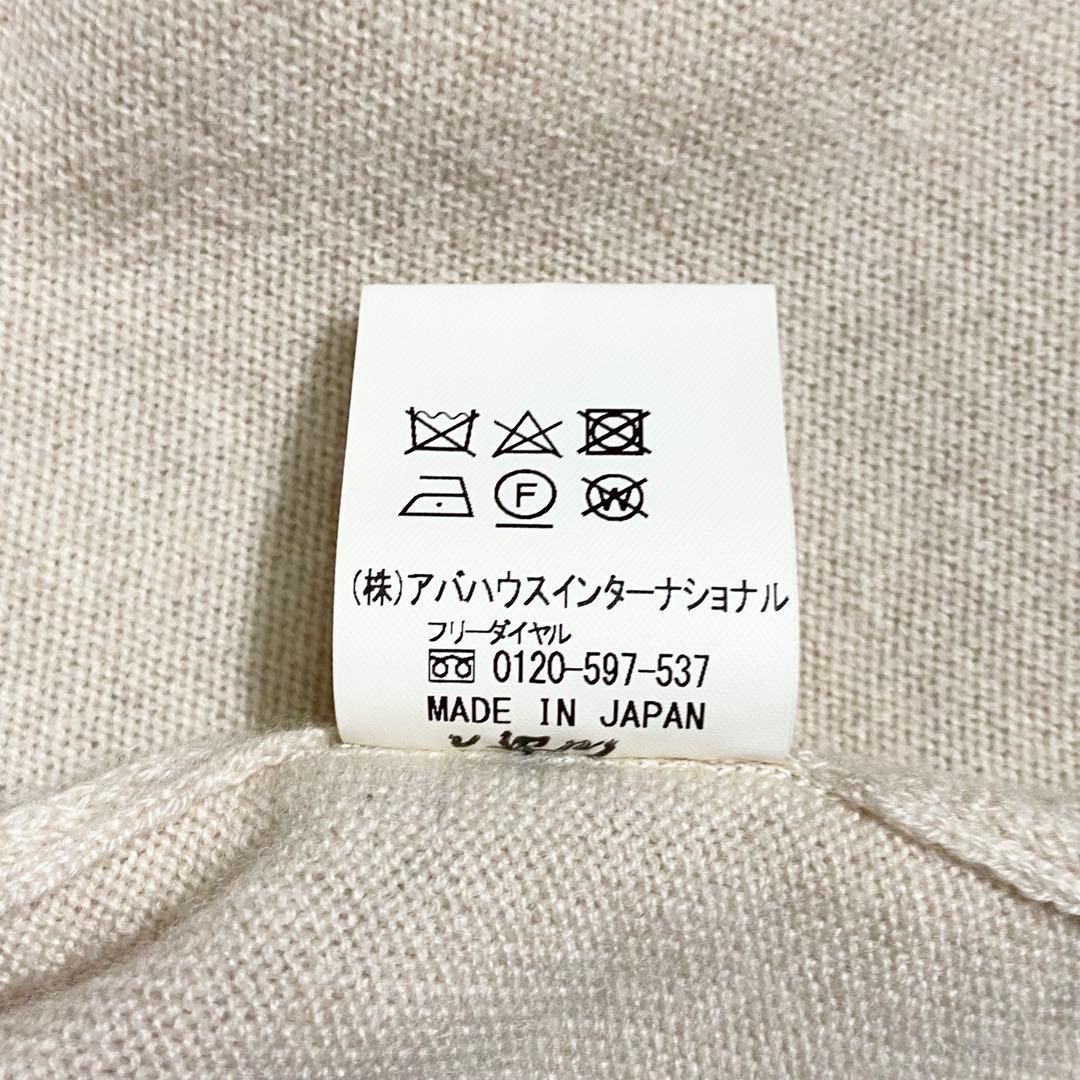 F W
(株)アバハウスインターナショナル
フリーダイヤル
0120-597-537
MADE IN JAPAN